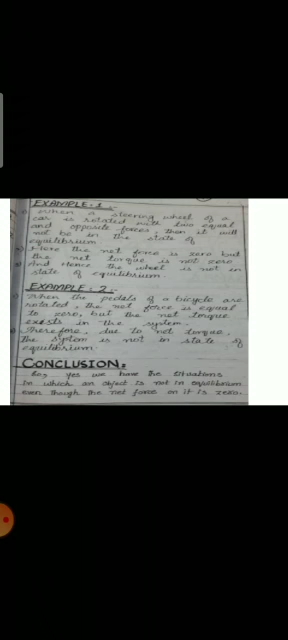 EXAMPLE-1:-
When a steering wheel of a
car is rotated with two equal
and opposite forces, then it will
not be in the state of
equilibrium
Here the net force is zero but
the net torque is not zero
And Hence the wheel is not in
state of equilibrium.
EXAMPLE-2:-
When the pedals of a bicycle are
rotated, the net force is equal
to zero, but the net torque
exists in the system.
Therefore, due to net torque,
the system is not in state of
equilibrium.
CONCLUSION:
So, yes we have the situations
in which an object is not in equilibrium
even though the net force on it is zero.